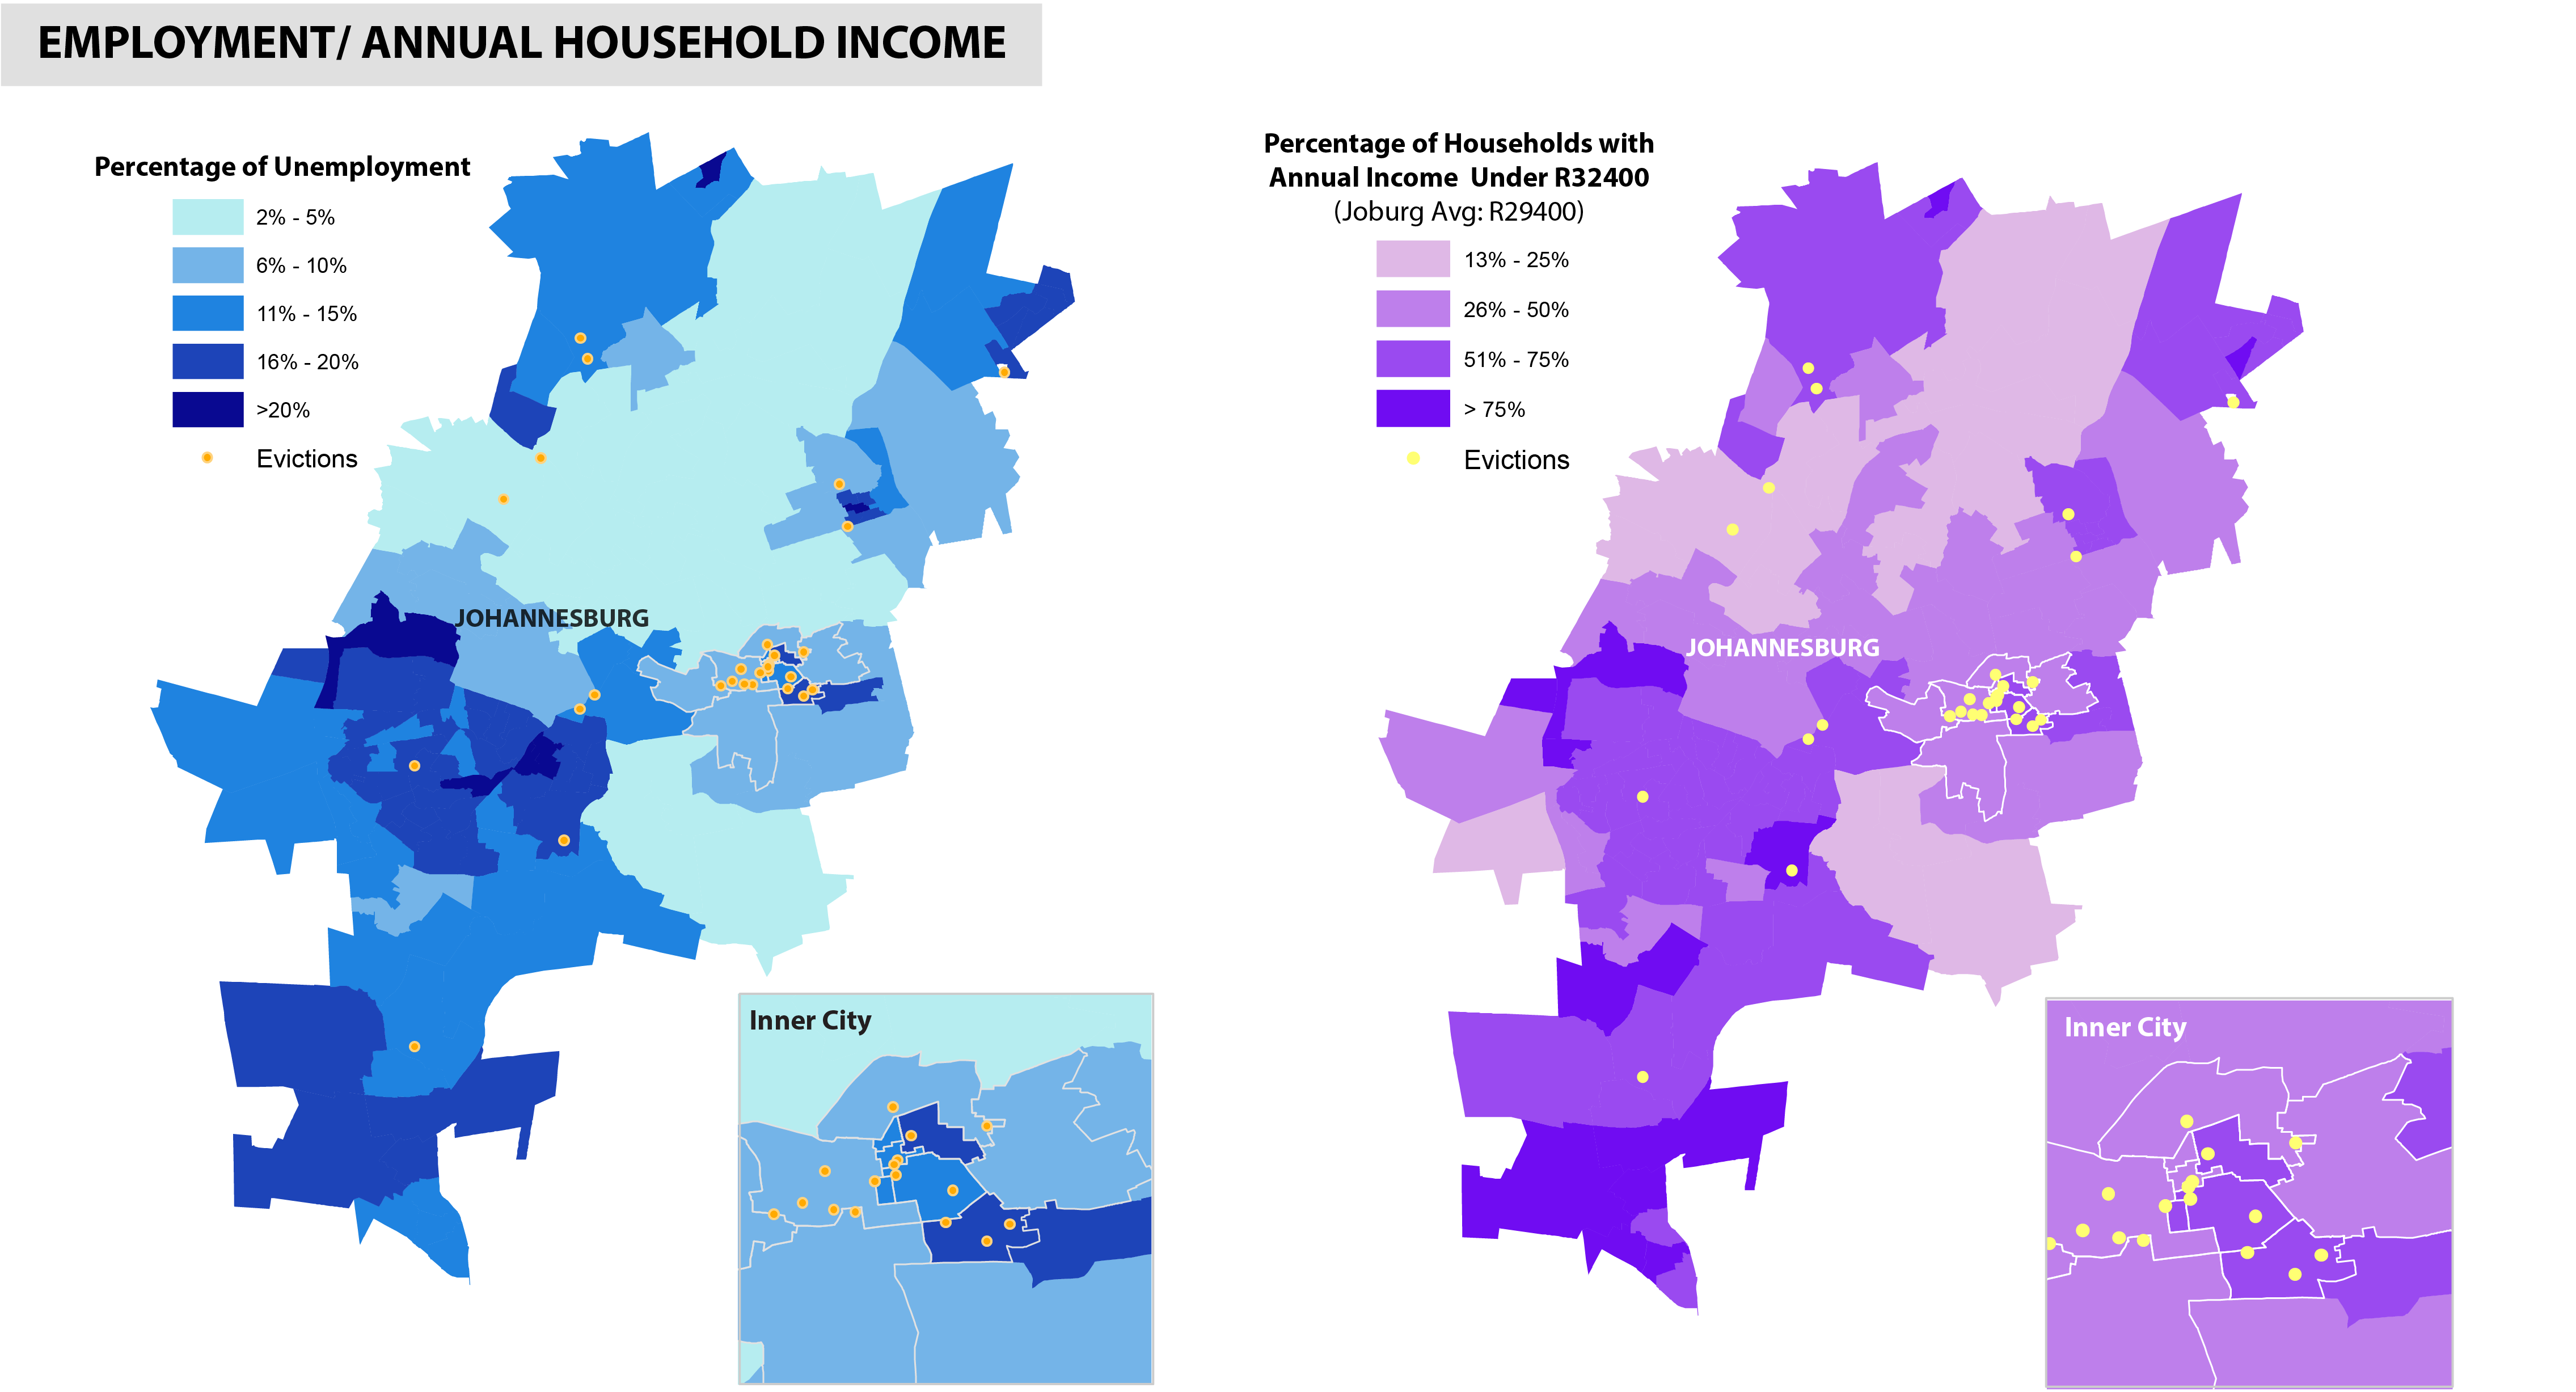 EMPLOYMENT/ ANNUAL HOUSEHOLD INCOME
Percentage of Unemployment
2% - 5%
6% - 10%
11% - 15%
16% - 20%
>20%
Evictions
JOHANNESBURG
Inner City
Percentage of Households with
Annual Income Under R32400
(Joburg Avg: R29400)
13% - 25%
26% - 50%
51% - 75%
> 75%
Evictions
JOHANNESBURG
Inner City